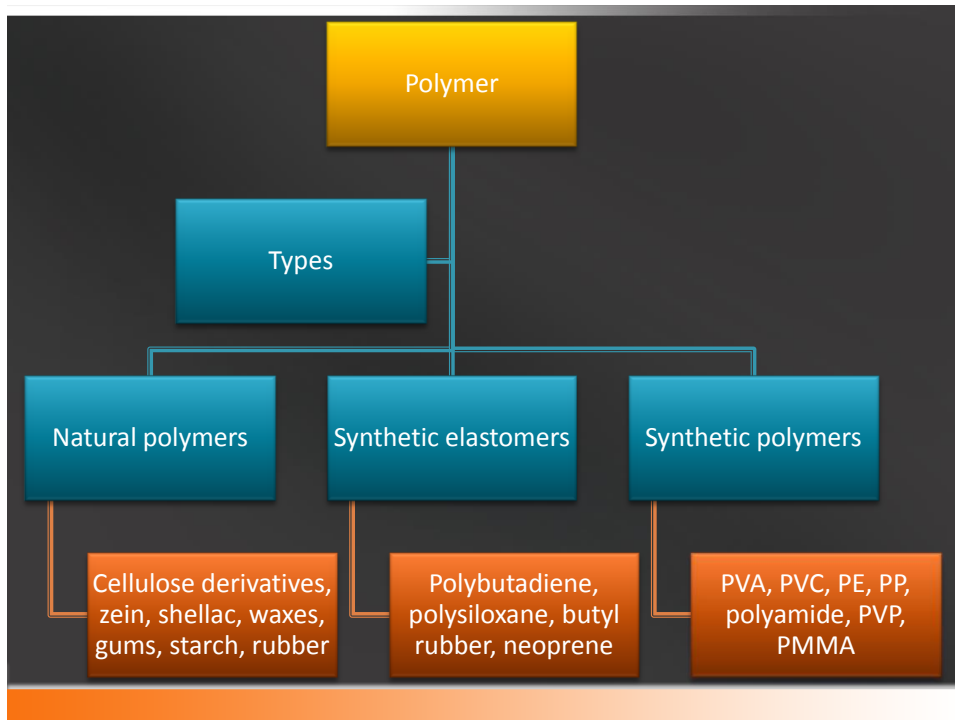 Polymer
Types
Natural polymers
Synthetic elastomers
Synthetic polymers
Cellulose derivatives,
zein, shellac, waxes,
gums, starch, rubber
Polybutadiene,
polysiloxane, butyl
rubber, neoprene
PVA, PVC, PE, PP,
polyamide, PVP,
PMMA